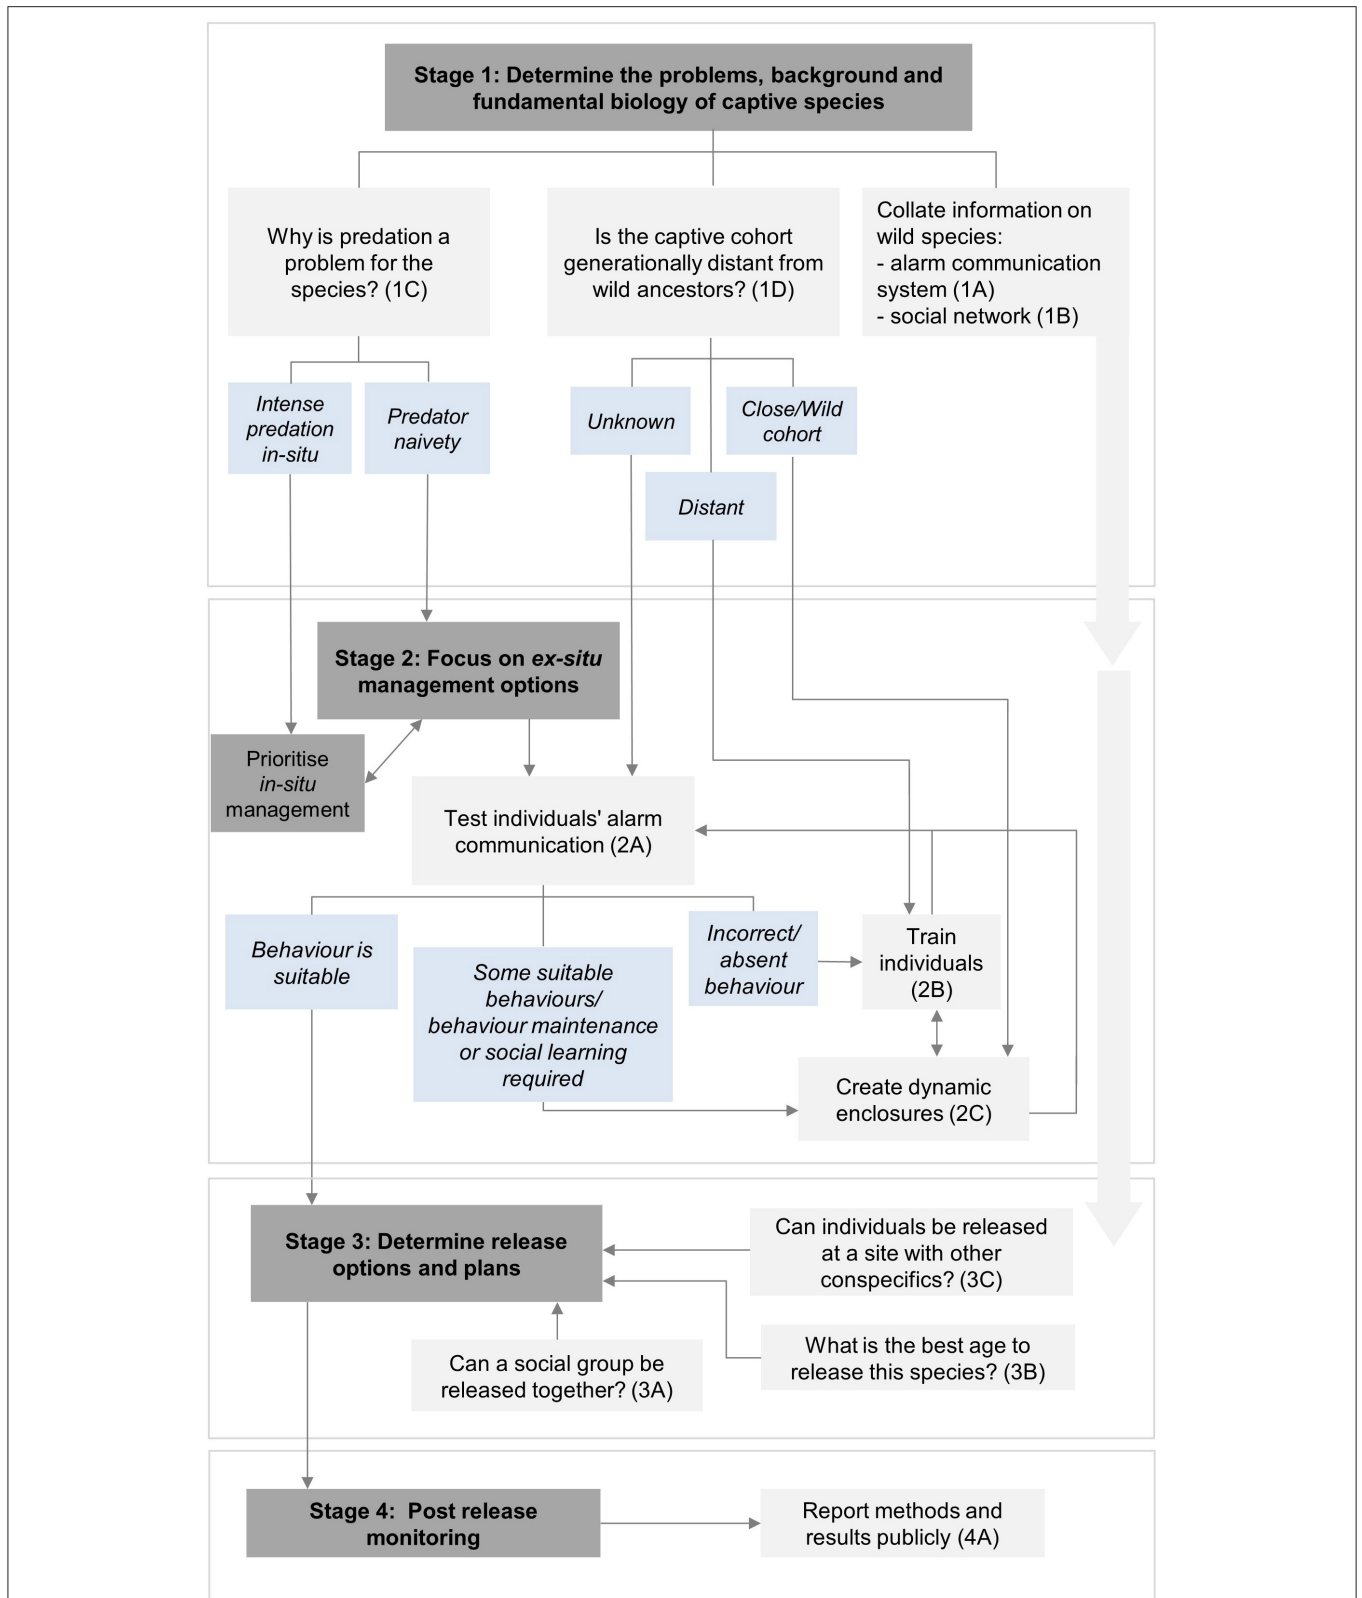 Stage 1: Determine the problems, background and
fundamental biology of captive species
Why is predation a
problem for the
species? (1C)
Is the captive cohort
generationally distant from
wild ancestors? (1D)
Collate information on
wild species:
- alarm communication
system (1A)
- social network (1B)
Intense
predation
in-situ
Predator
naivety
Unknown
Close/Wild
cohort
Distant
Stage 2: Focus on ex-situ
management options
Prioritise
in-situ
management
Test individuals' alarm
communication (2A)
Behaviour is
suitable
Some suitable
behaviours/
behaviour maintenance
or social learning
required
Incorrect/
absent
behaviour
Train
individuals
(2B)
Create dynamic
enclosures (2C)
Stage 3: Determine release
options and plans
Can individuals be released
at a site with other
conspecifics? (3C)
Can a social group be
released together? (3A)
What is the best age to
release this species? (3B)
Stage 4:  Post release
monitoring
Report methods and
results publicly (4A)